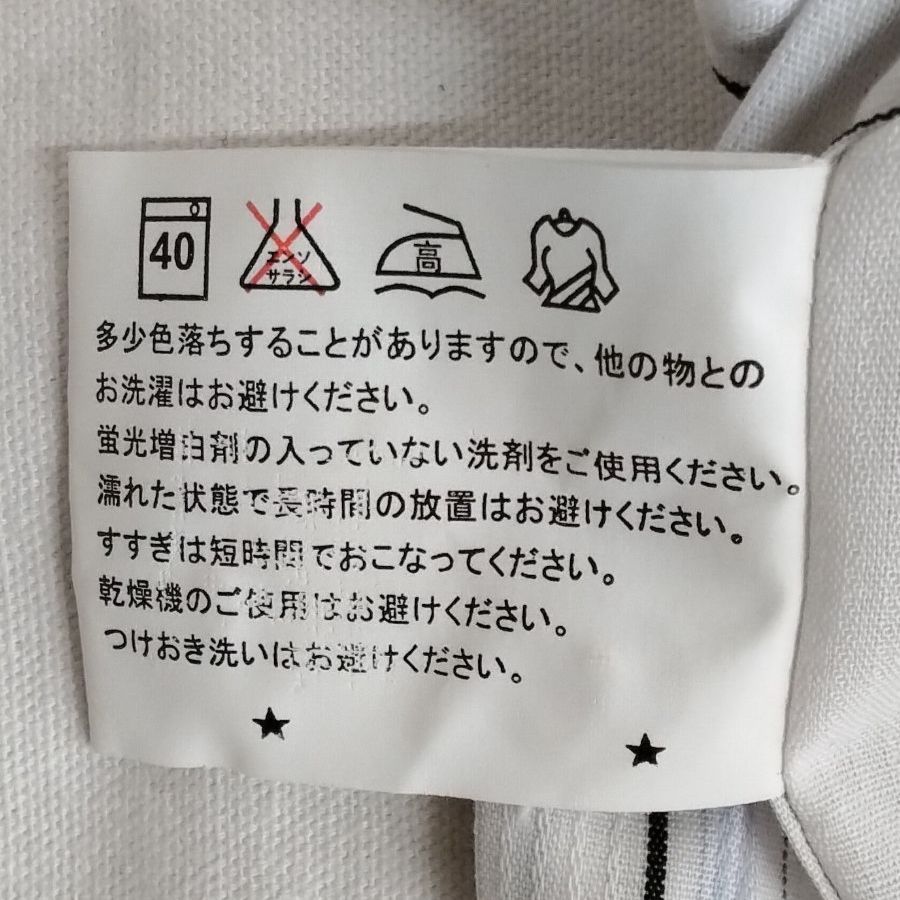 40
エンソ
サラシ
高
多少色落ちすることがありますので、他の物との
お洗濯はお避けください。
蛍光増白剤の入っていない洗剤をご使用ください。
濡れた状態で長時間の放置はお避けください。
すすぎは短時間でおこなってください。
乾燥機のご使用はお避けください。
つけおき洗いはお避けください。